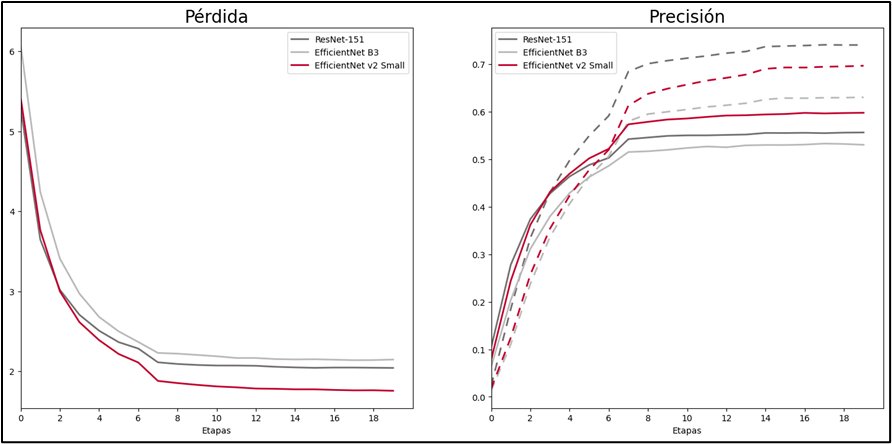 Pérdida
ResNet-151
EfficientNet B3
EfficientNet v2 Small
6
5
4
3
2
0 2 4 6 8 10 12 14 16 18
Etapas
Precisión
ResNet-151
EfficientNet B3
EfficientNet v2 Small
0.7
0.6
0.5
0.4
0.3
0.2
0.1
0.0
0 2 4 6 8 10 12 14 16 18
Etapas